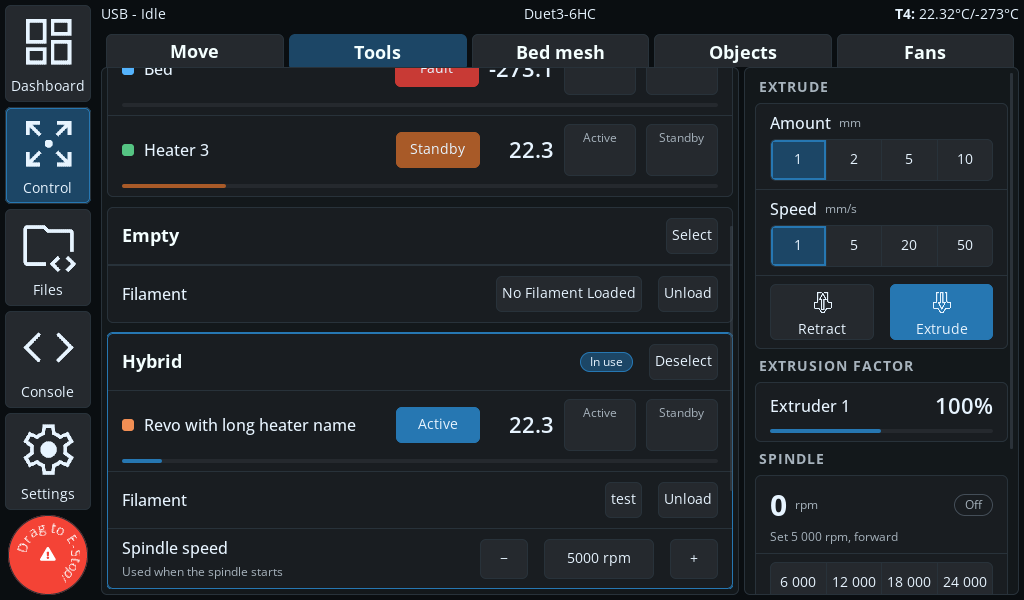 USB - Idle
Duet3-6HC
T4: 22.32°C/-273°C
Dashboard
Control
Files
Console
Settings
Drag to E-Stop!
Move
Tools
Bed mesh
Objects
Fans
Bed
Fault
-273.1
Heater 3
Standby
22.3
Active
Standby
Empty
Select
Filament
No Filament Loaded
Unload
Hybrid
In use
Deselect
Revo with long heater name
Active
22.3
Active
Standby
Filament
test
Unload
Spindle speed
Used when the spindle starts
−
5000 rpm
+
EXTRUDE
Amount mm
1
2
5
10
Speed mm/s
1
5
20
50
Retract
Extrude
EXTRUSION FACTOR
Extruder 1
100%
SPINDLE
0 rpm
Off
Set 5 000 rpm, forward
6 000
12 000
18 000
24 000